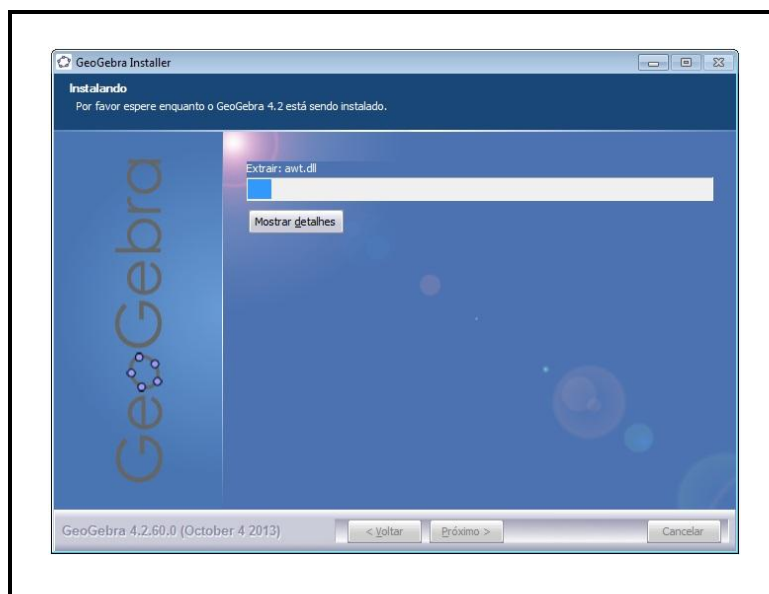 GeoGebra Installer
Instalando
Por favor espere enquanto o GeoGebra 4.2 está sendo instalado.
GeoGebra
Extrair: awt.dll
Mostrar detalhes
GeoGebra 4.2.60.0 (October 4 2013)
< Voltar
Próximo >
Cancelar